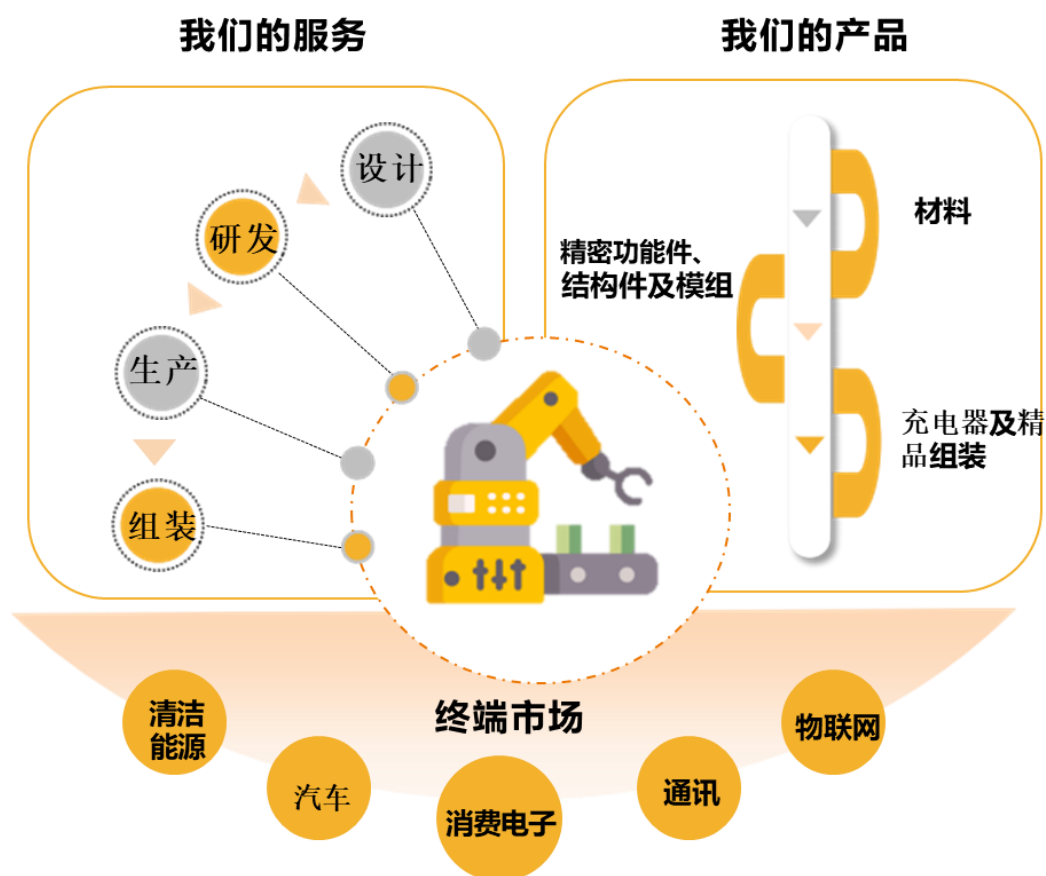 我们的服务
设计
研发
生产
组装
我们的产品
材料
精密功能件、
结构件及模组
充电器及精
品组装
终端市场
清洁
能源
汽车
消费电子
通讯
物联网